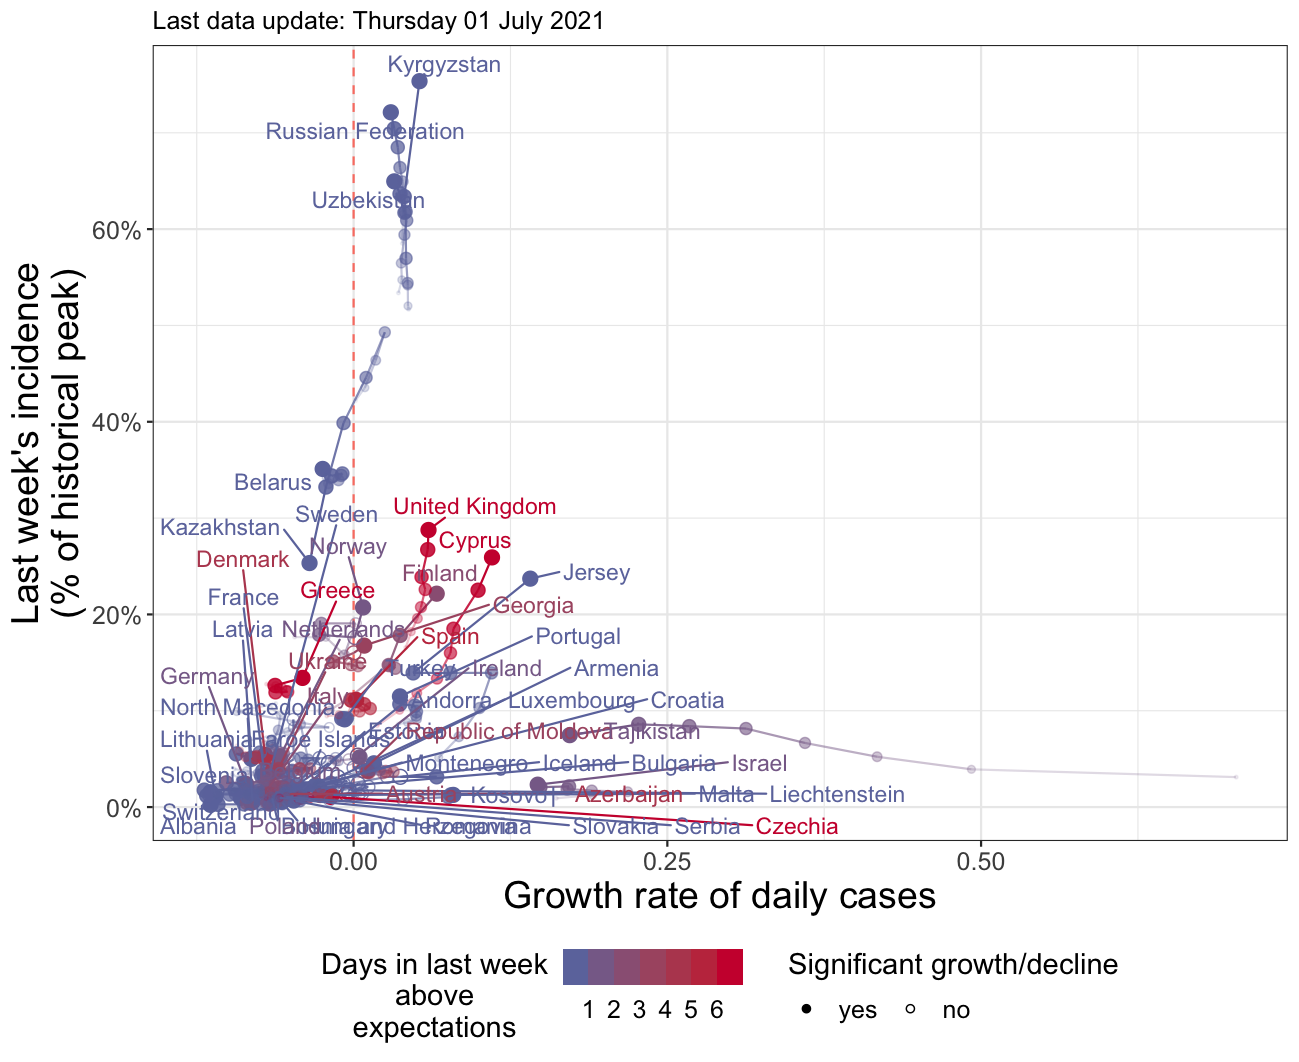 Last data update: Thursday 01 July 2021
Last week's incidence
(% of historical peak)
60%
40%
20%
0%
Kyrgyzstan
Russian Federation
Uzbekistan
Belarus
United Kingdom
Sweden
Kazakhstan
Cyprus
Norway
Denmark
Finland
Jersey
Greece
France
Georgia
Latvia
Netherlands
Spain
Portugal
Ukraine
Turkey
Ireland
Armenia
Germany
Italy
Andorra
Luxembourg
Croatia
North Macedonia
Estonia
Republic of Moldova
Tajikistan
Lithuania
Faroe Islands
Montenegro
Iceland
Bulgaria
Israel
Slovenia
Austria
Kosovo
Azerbaijan
Malta
Liechtenstein
Switzerland
Albania
Poland
Bosnia and Herzegovina
Hungary
Romania
Slovakia
Serbia
Czechia
0.00
0.25
0.50
Growth rate of daily cases
Days in last week
above
expectations
1 2 3 4 5 6
Significant growth/decline
yes
no